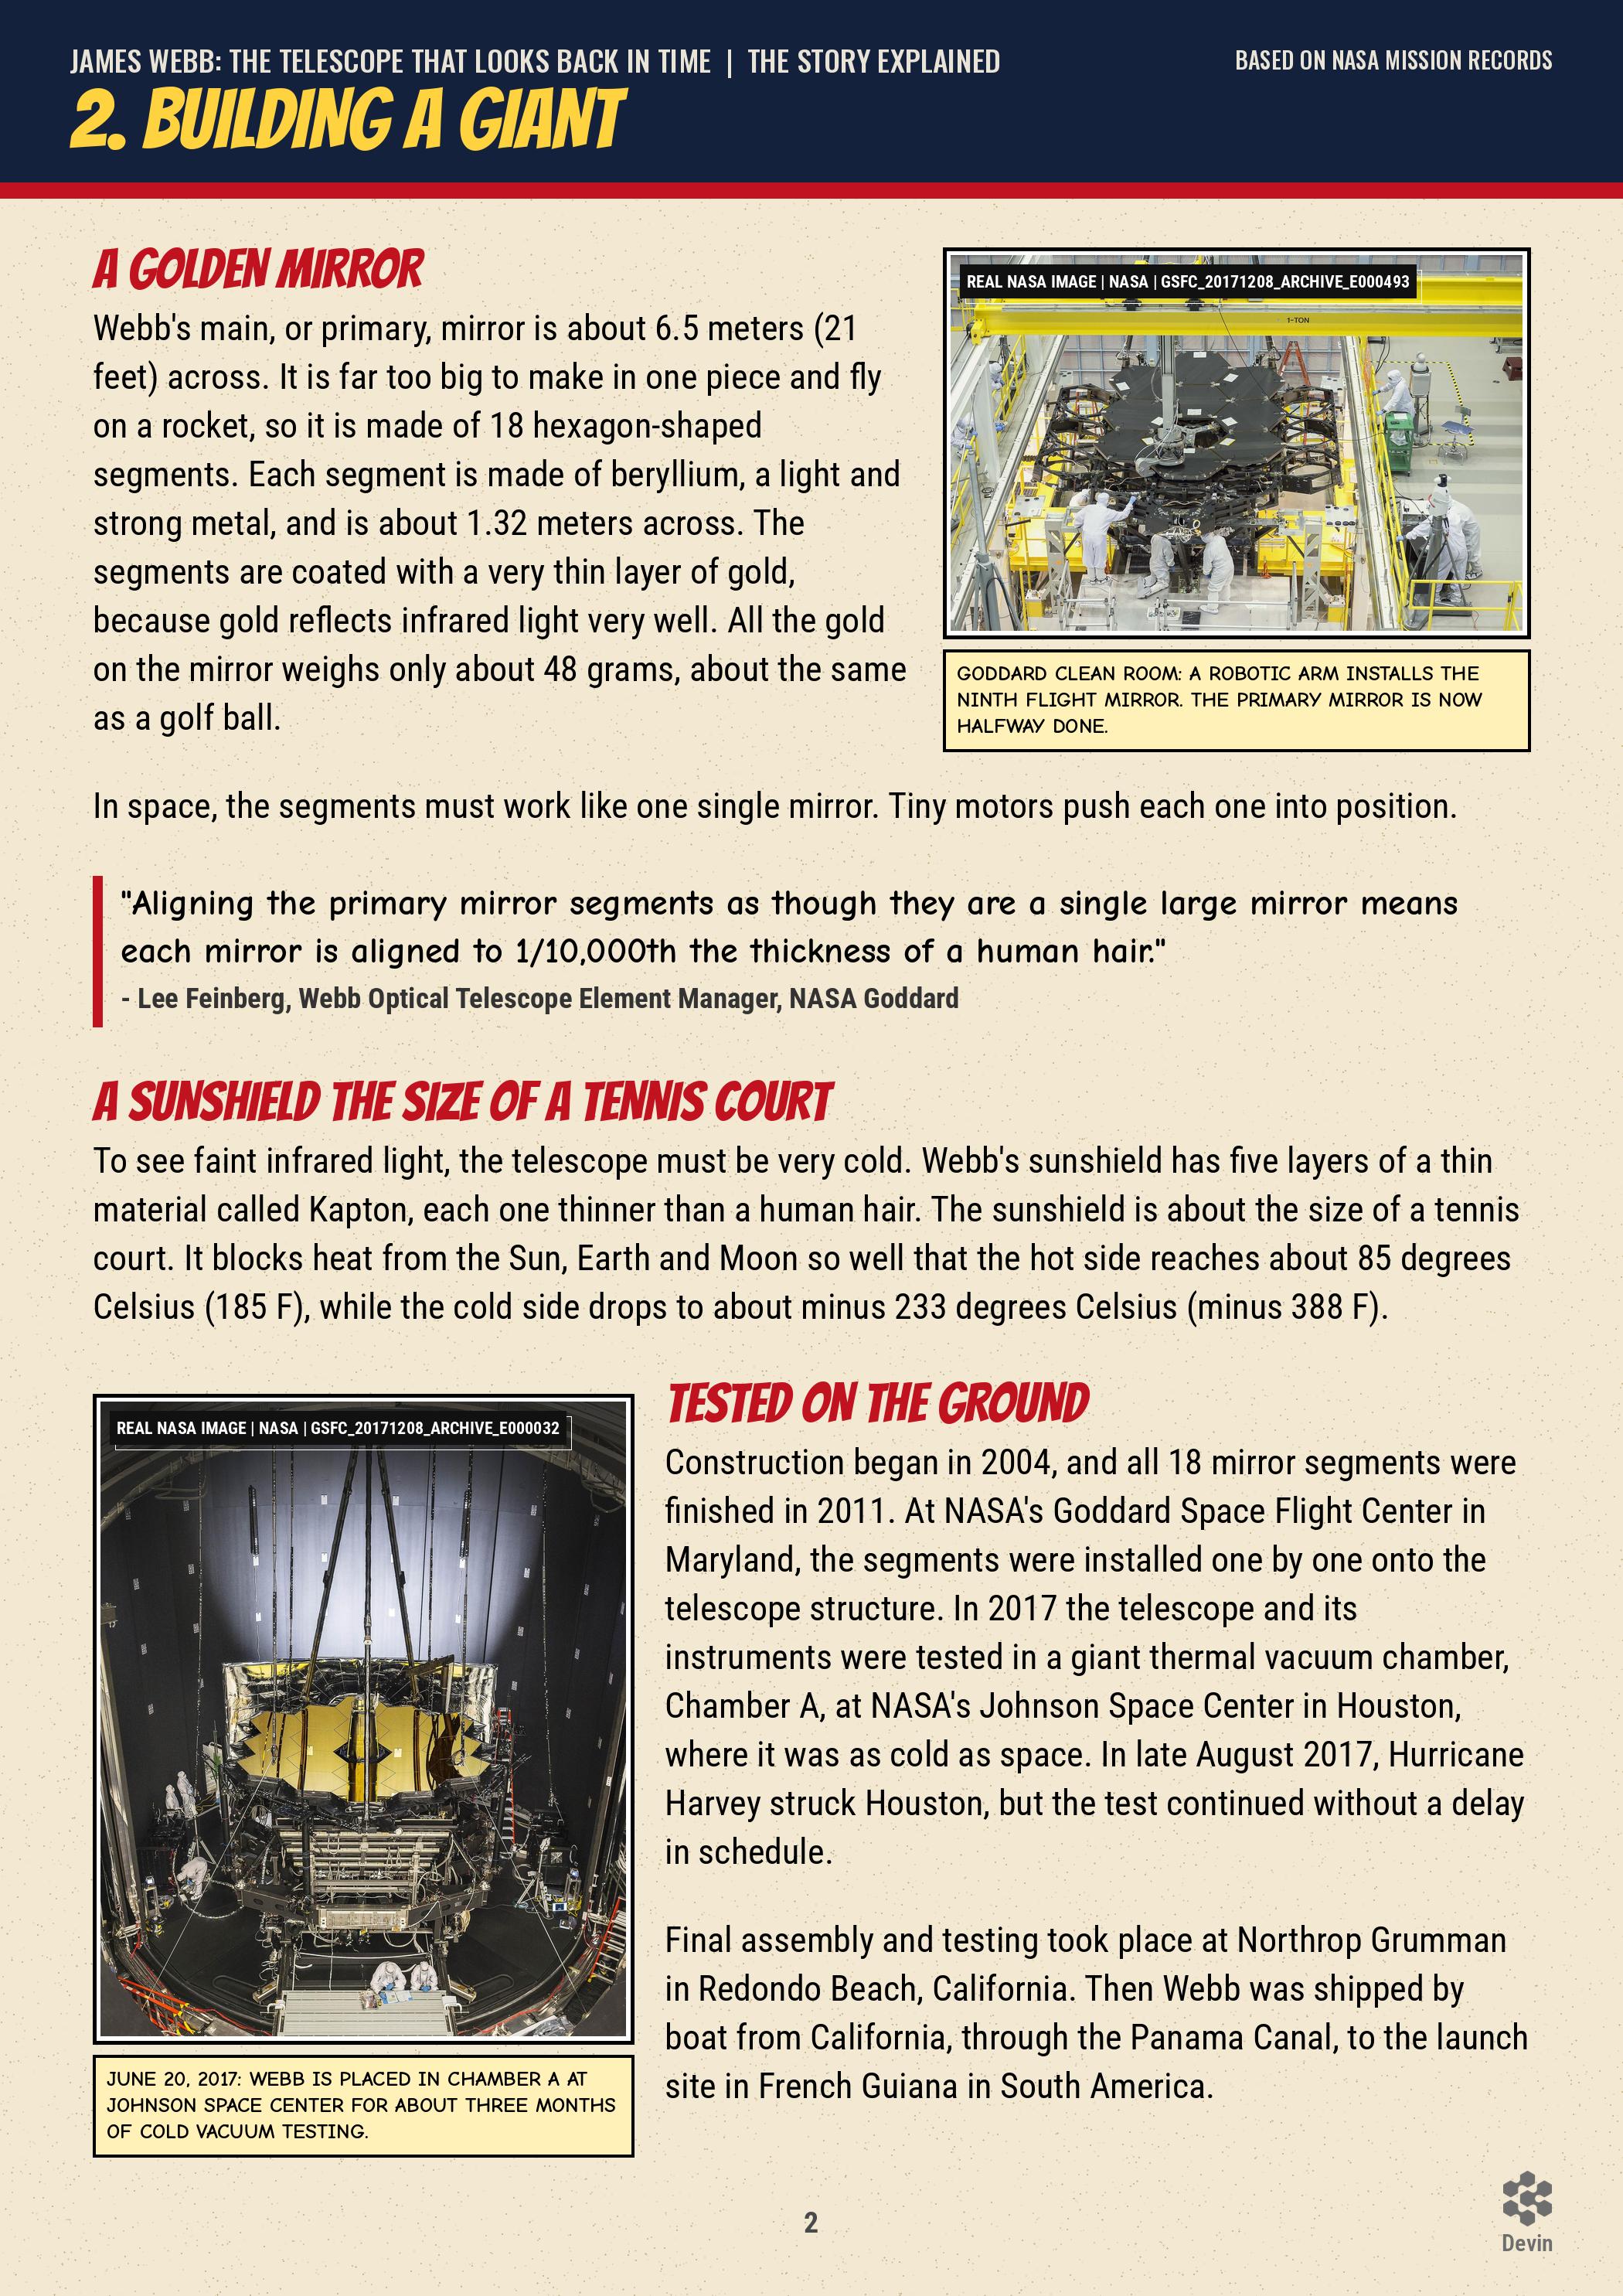 JAMES WEBB: THE TELESCOPE THAT LOOKS BACK IN TIME | THE STORY EXPLAINED
BASED ON NASA MISSION RECORDS
2. BUILDING A GIANT
A GOLDEN MIRROR
Webb's main, or primary, mirror is about 6.5 meters (21
feet) across. It is far too big to make in one piece and fly
on a rocket, so it is made of 18 hexagon-shaped
segments. Each segment is made of beryllium, a light and
strong metal, and is about 1.32 meters across. The
segments are coated with a very thin layer of gold,
because gold reflects infrared light very well. All the gold
on the mirror weighs only about 48 grams, about the same
as a golf ball.
REAL NASA IMAGE | NASA | GSFC_20171208_ARCHIVE_E000493
1-TON
GODDARD CLEAN ROOM: A ROBOTIC ARM INSTALLS THE
NINTH FLIGHT MIRROR. THE PRIMARY MIRROR IS NOW
HALFWAY DONE.
In space, the segments must work like one single mirror. Tiny motors push each one into position.
"Aligning the primary mirror segments as though they are a single large mirror means
each mirror is aligned to 1/10,000th the thickness of a human hair."
- Lee Feinberg, Webb Optical Telescope Element Manager, NASA Goddard
A SUNSHIELD THE SIZE OF A TENNIS COURT
To see faint infrared light, the telescope must be very cold. Webb's sunshield has five layers of a thin
material called Kapton, each one thinner than a human hair. The sunshield is about the size of a tennis
court. It blocks heat from the Sun, Earth and Moon so well that the hot side reaches about 85 degrees
Celsius (185 F), while the cold side drops to about minus 233 degrees Celsius (minus 388 F).
REAL NASA IMAGE | NASA | GSFC_20171208_ARCHIVE_E000032
JUNE 20, 2017: WEBB IS PLACED IN CHAMBER A AT
JOHNSON SPACE CENTER FOR ABOUT THREE MONTHS
OF COLD VACUUM TESTING.
TESTED ON THE GROUND
Construction began in 2004, and all 18 mirror segments were
finished in 2011. At NASA's Goddard Space Flight Center in
Maryland, the segments were installed one by one onto the
telescope structure. In 2017 the telescope and its
instruments were tested in a giant thermal vacuum chamber,
Chamber A, at NASA's Johnson Space Center in Houston,
where it was as cold as space. In late August 2017, Hurricane
Harvey struck Houston, but the test continued without a delay
in schedule.
Final assembly and testing took place at Northrop Grumman
in Redondo Beach, California. Then Webb was shipped by
boat from California, through the Panama Canal, to the launch
site in French Guiana in South America.
2
Devin